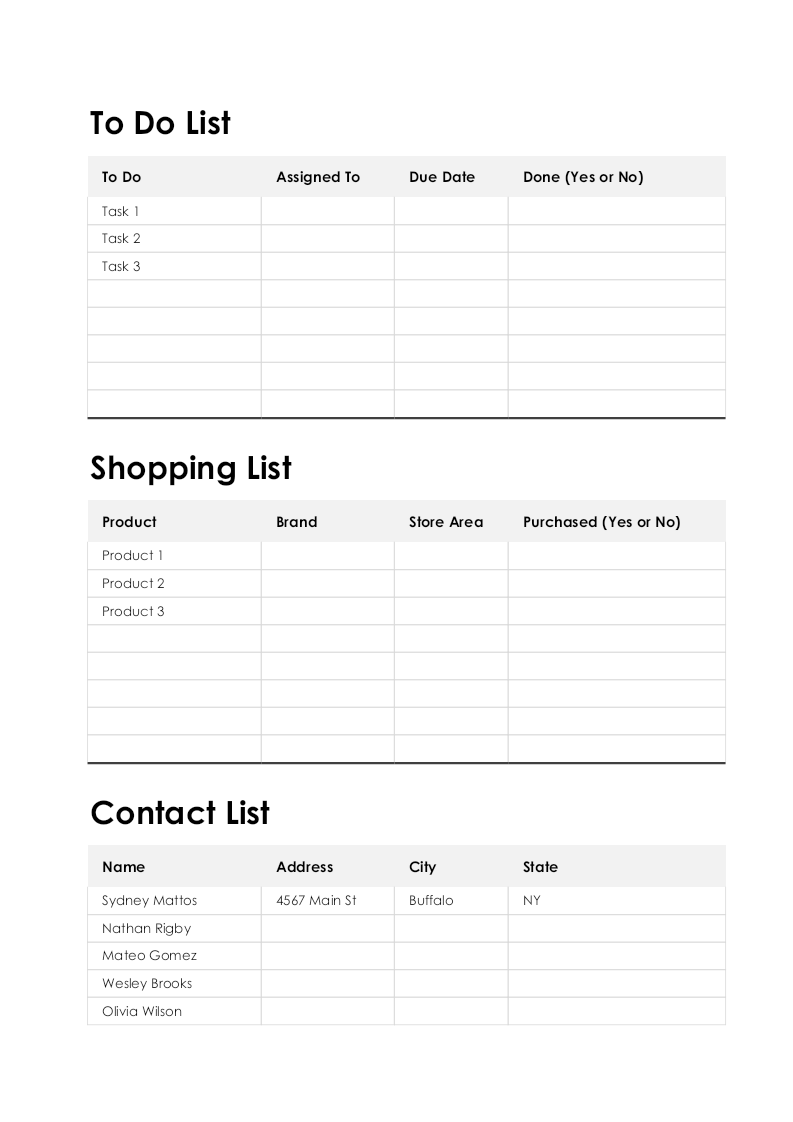 To Do List
To Do Assigned To Due Date Done (Yes or No)
Task 1
Task 2
Task 3
Shopping List
Product Brand Store Area Purchased (Yes or No)
Product 1
Product 2
Product 3
Contact List
Name Address City State
Sydney Mattos 4567 Main St Buffalo NY
Nathan Rigby
Mateo Gomez
Wesley Brooks
Olivia Wilson